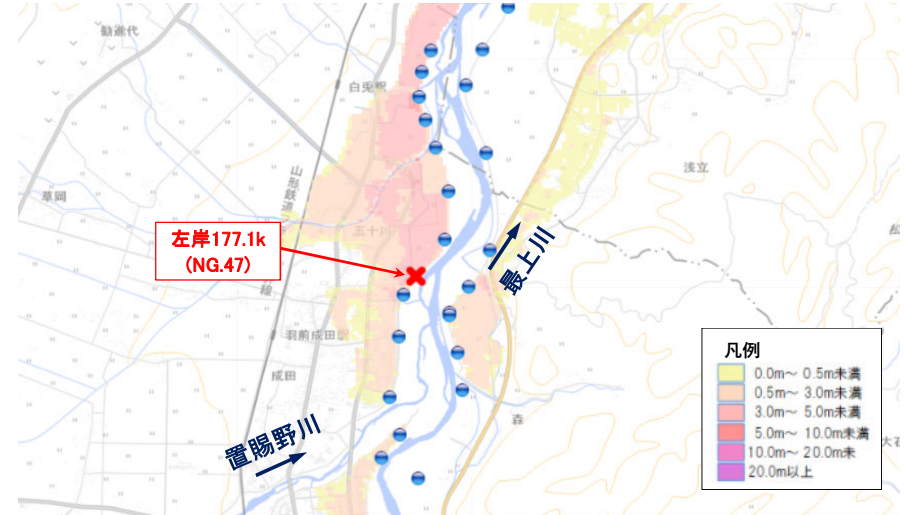 勧進代
白兎駅
浅立
草岡
山形鉄道
左岸177.1k
(NG.47)
五十川
最上川
線
羽前成田駅
成田
置賜野川
森
凡例
0.0m～ 0.5m未満
0.5m～ 3.0m未満
3.0m～ 5.0m未満
5.0m～ 10.0m未満
10.0m～ 20.0m未
20.0m以上
大石